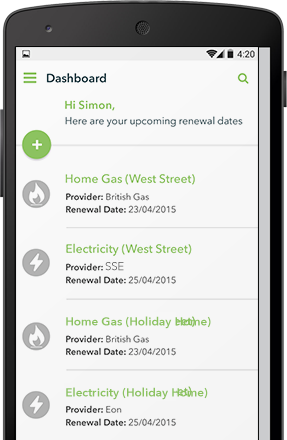 4:20
Dashboard
Hi Simon,
Here are your upcoming renewal dates
+
Home Gas (West Street)
Provider: British Gas
Renewal Date: 23/04/2015
Electricity (West Street)
Provider: SSE
Renewal Date: 25/04/2015
Home Gas (Holiday Home)
Provider: British Gas
Renewal Date: 23/04/2015
Electricity (Holiday Home)
Provider: Eon
Renewal Date: 25/04/2015